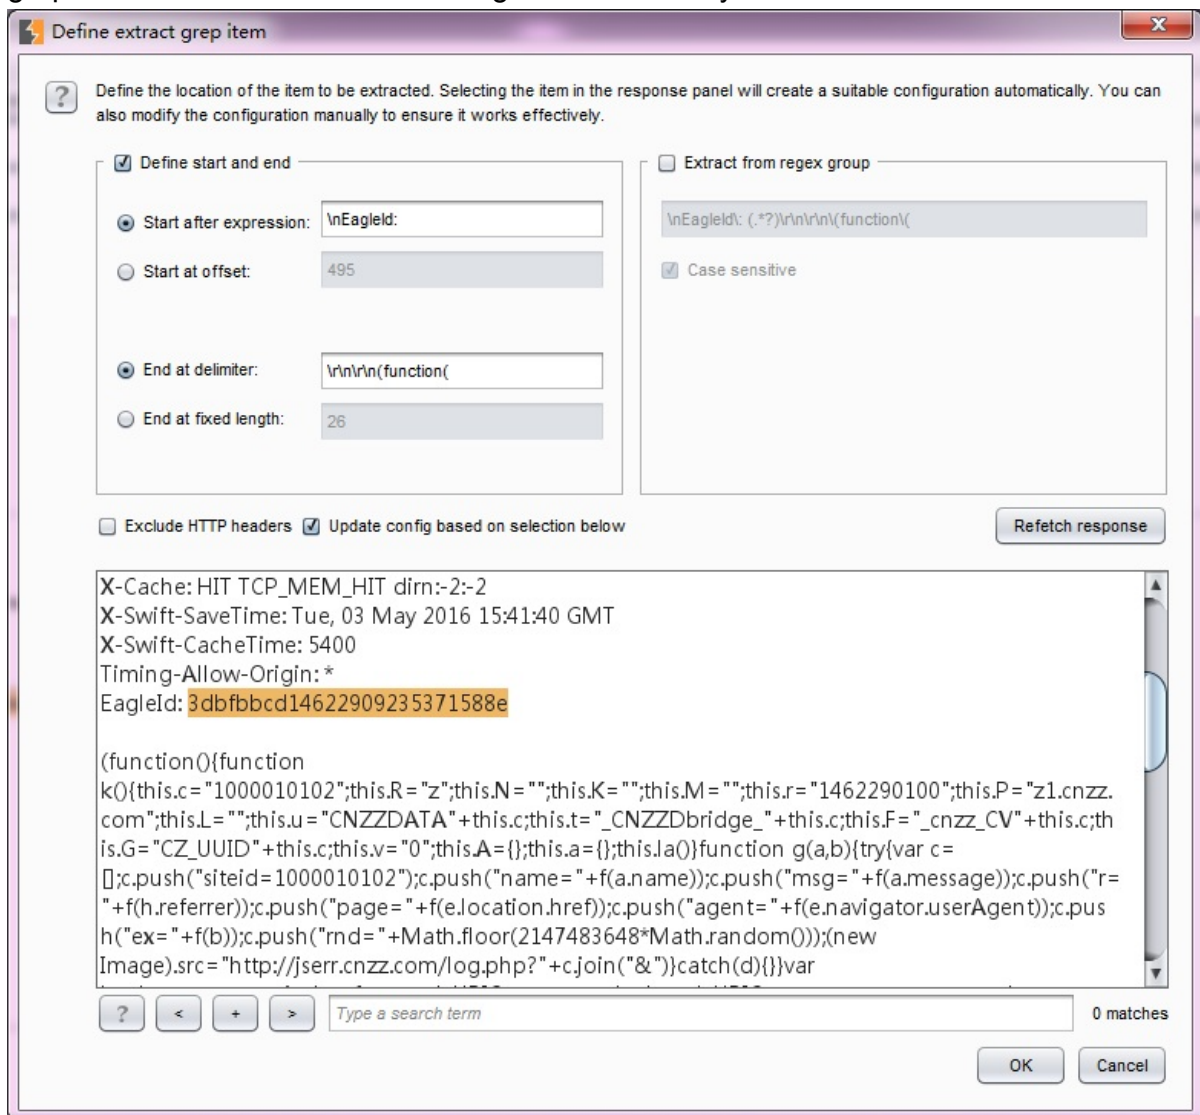 Define extract grep item
Define the location of the item to be extracted. Selecting the item in the response panel will create a suitable configuration automatically. You can
also modify the configuration manually to ensure it works effectively.
Define start and end
Start after expression: \nEagleId:
Start at offset: 495
End at delimiter: \r\n\r\n(function(
End at fixed length: 26
Extract from regex group
\nEagleId\: (.*?)\r\n\r\n\(function\(
Case sensitive
Exclude HTTP headers Update config based on selection below
Refetch response
X-Cache: HIT TCP_MEM_HIT dirn:-2:-2
X-Swift-SaveTime: Tue, 03 May 2016 15:41:40 GMT
X-Swift-CacheTime: 5400
Timing-Allow-Origin: *
EagleId: 3dbfbbcd14622909235371588e
(function(){function
k(){this.c="1000010102";this.R="z";this.N="";this.K="";this.M="";this.r="1462290100";this.P="z1.cnzz.
com";this.L="";this.u="CNZZDATA"+this.c;this.t="_CNZZDbridge_"+this.c;this.F="_cnzz_CV"+this.c;th
is.G="CZ_UUID"+this.c;this.v="0";this.A={};this.a={};this.la()}function g(a,b){try{var c=
[];c.push("siteid=1000010102");c.push("name="+f(a.name));c.push("msg="+f(a.message));c.push("r=
"+f(h.referrer));c.push("page="+f(e.location.href));c.push("agent="+f(e.navigator.userAgent));c.pus
h("ex="+f(b));c.push("rnd="+Math.floor(2147483648*Math.random()));(new
Image).src="http://jserr.cnzz.com/log.php?"+c.join("&")}catch(d){}}var
? < + > Type a search term 0 matches
OK Cancel